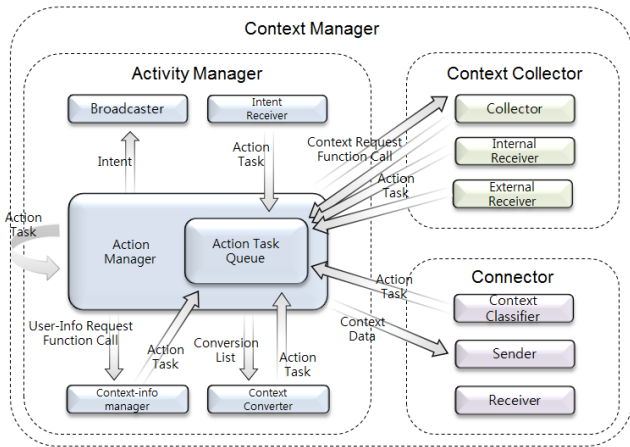 Context Manager
Activity Manager
Broadcaster
Intent
Receiver
Intent
Action
Task
Action
Task
Action
Manager
Action Task
Queue
User-Info Request
Function Call
Action
Task
Conversion
List
Action
Task
Context-info
manager
Context
Converter
Context Request
Function Call
Action
Task
Context Collector
Collector
Internal
Receiver
External
Receiver
Action
Task
Context
Data
Connector
Context
Classifier
Sender
Receiver